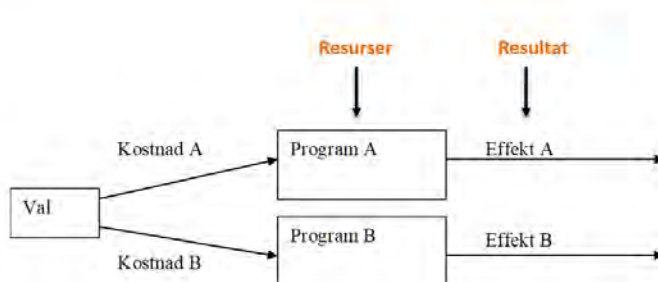 Resurser
Resultat
Kostnad A
Program A
Effekt A
Val
Kostnad B
Program B
Effekt B